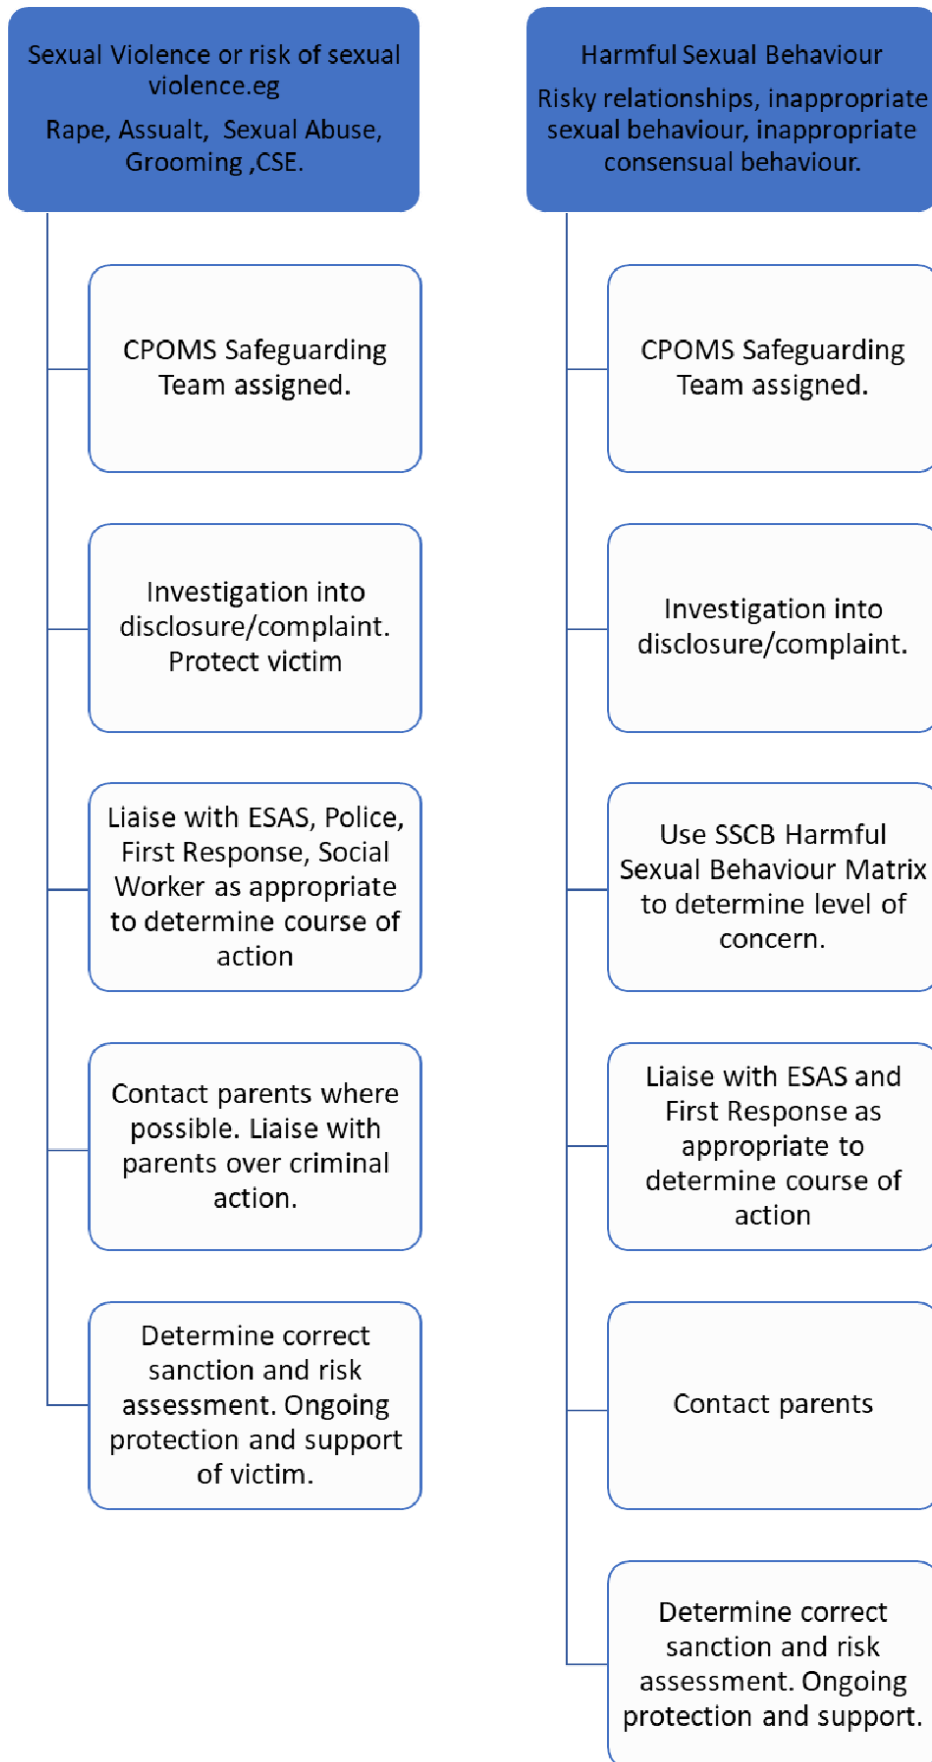 Sexual Violence or risk of sexual
violence.eg
Rape, Assualt, Sexual Abuse,
Grooming ,CSE.
CPOMS Safeguarding
Team assigned.
Investigation into
disclosure/complaint.
Protect victim
Liaise with ESAS, Police,
First Response, Social
Worker as appropriate
to determine course of
action
Contact parents where
possible. Liaise with
parents over criminal
action.
Determine correct
sanction and risk
assessment. Ongoing
protection and support
of victim.
Harmful Sexual Behaviour
Risky relationships, inappropriate
sexual behaviour, inappropriate
consensual behaviour.
CPOMS Safeguarding
Team assigned.
Investigation into
disclosure/complaint.
Use SSCB Harmful
Sexual Behaviour Matrix
to determine level of
concern.
Liaise with ESAS and
First Response as
appropriate to
determine course of
action
Contact parents
Determine correct
sanction and risk
assessment. Ongoing
protection and support.